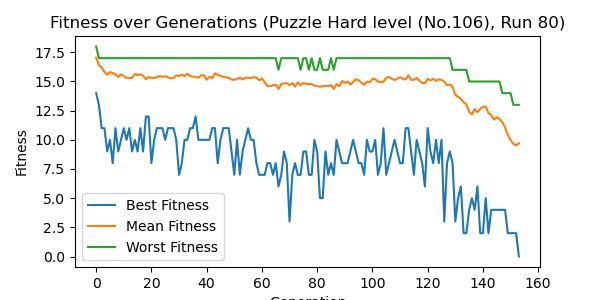 Fitness over Generations (Puzzle Hard level (No.106), Run 80)
Fitness
17.5
15.0
12.5
10.0
7.5
5.0
2.5
0.0
Best Fitness
Mean Fitness
Worst Fitness
0 20 40 60 80 100 120 140 160
Generation